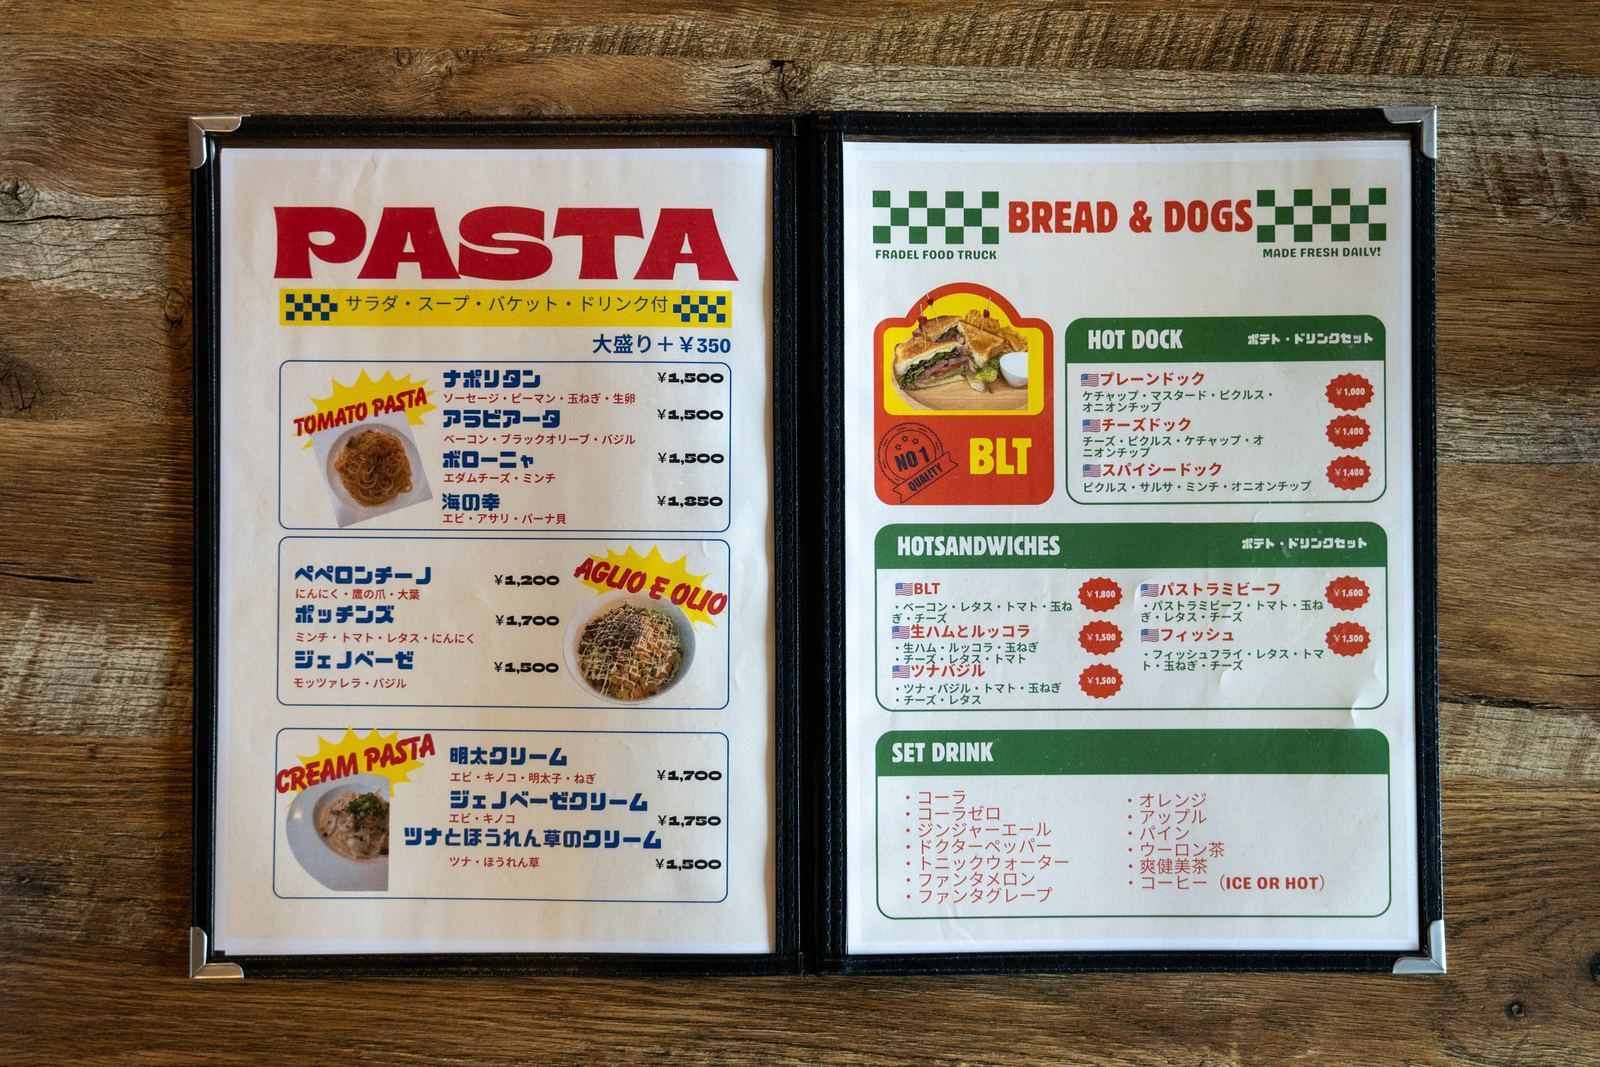 PASTA
サラダ・スープ・バケット・ドリンク付
大盛り＋￥350
TOMATO PASTA
ナポリタン ￥1,500
ソーセージ・ピーマン・玉ねぎ・生卵
アラビアータ ￥1,500
ベーコン・ブラックオリーブ・バジル
ボローニャ ￥1,500
エダムチーズ・ミンチ
海の幸 ￥1,850
エビ・アサリ・パーナ貝
AGLIO E OLIO
ペペロンチーノ ￥1,200
にんにく・鷹の爪・大葉
ポッチンズ ￥1,700
ミンチ・トマト・レタス・にんにく
ジェノベーゼ ￥1,500
モッツァレラ・バジル
CREAM PASTA
明太クリーム
エビ・キノコ・明太子・ねぎ ￥1,700
ジェノベーゼクリーム
エビ・キノコ ￥1,750
ツナとほうれん草のクリーム
ツナ・ほうれん草 ￥1,500
BREAD & DOGS
FRADEL FOOD TRUCK
MADE FRESH DAILY!
NO 1
QUALITY
BLT
HOT DOCK ポテト・ドリンクセット
プレーンドック ￥1,000
ケチャップ・マスタード・ピクルス・
オニオンチップ
チーズドック ￥1,400
チーズ・ピクルス・ケチャップ・オ
ニオンチップ
スパイシードック ￥1,400
ピクルス・サルサ・ミンチ・オニオンチップ
HOTSANDWICHES ポテト・ドリンクセット
BLT ￥1,800
・ベーコン・レタス・トマト・玉ね
ぎ・チーズ
生ハムとルッコラ ￥1,500
・生ハム・ルッコラ・玉ねぎ
・チーズ・レタス・トマト
ツナバジル ￥1,500
・ツナ・バジル・トマト・玉ねぎ
・チーズ・レタス
パストラミビーフ ￥1,600
・パストラミビーフ・トマト・玉ね
ぎ・レタス・チーズ
フィッシュ ￥1,500
・フィッシュフライ・レタス・トマ
ト・玉ねぎ・チーズ
SET DRINK
・コーラ
・コーラゼロ
・ジンジャーエール
・ドクターペッパー
・トニックウォーター
・ファンタメロン
・ファンタグレープ
・オレンジ
・アップル
・パイン
・ウーロン茶
・爽健美茶
・コーヒー（ICE OR HOT）